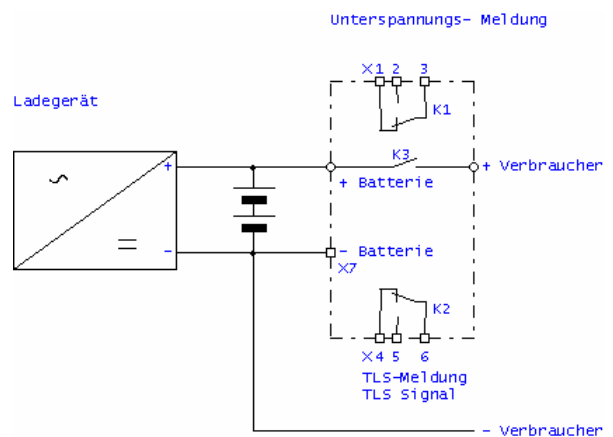 Unterspannungs- Meldung
X1 2 3
Ladegerät
K1
K3
+
+ Verbraucher
+ Batterie
-
- Batterie
X7
K2
X4 5 6
TLS-Meldung
TLS Signal
- Verbraucher